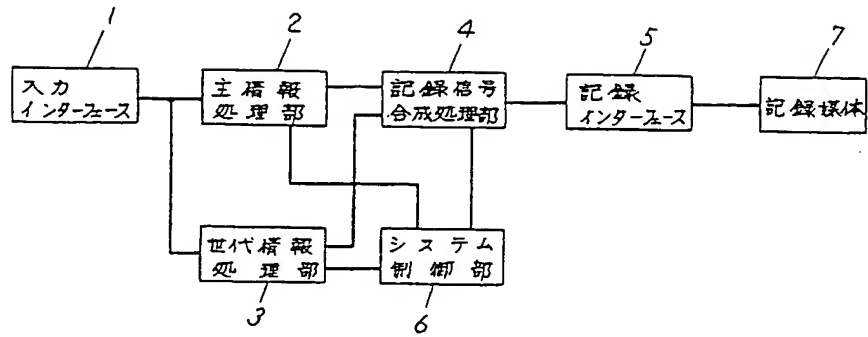 1
2
4
5
7
入力
インターフェース
主情報
処理部
記録信号
合成処理部
記録
インターフェース
記録媒体
世代情報
処理部
システム
制御部
3
6